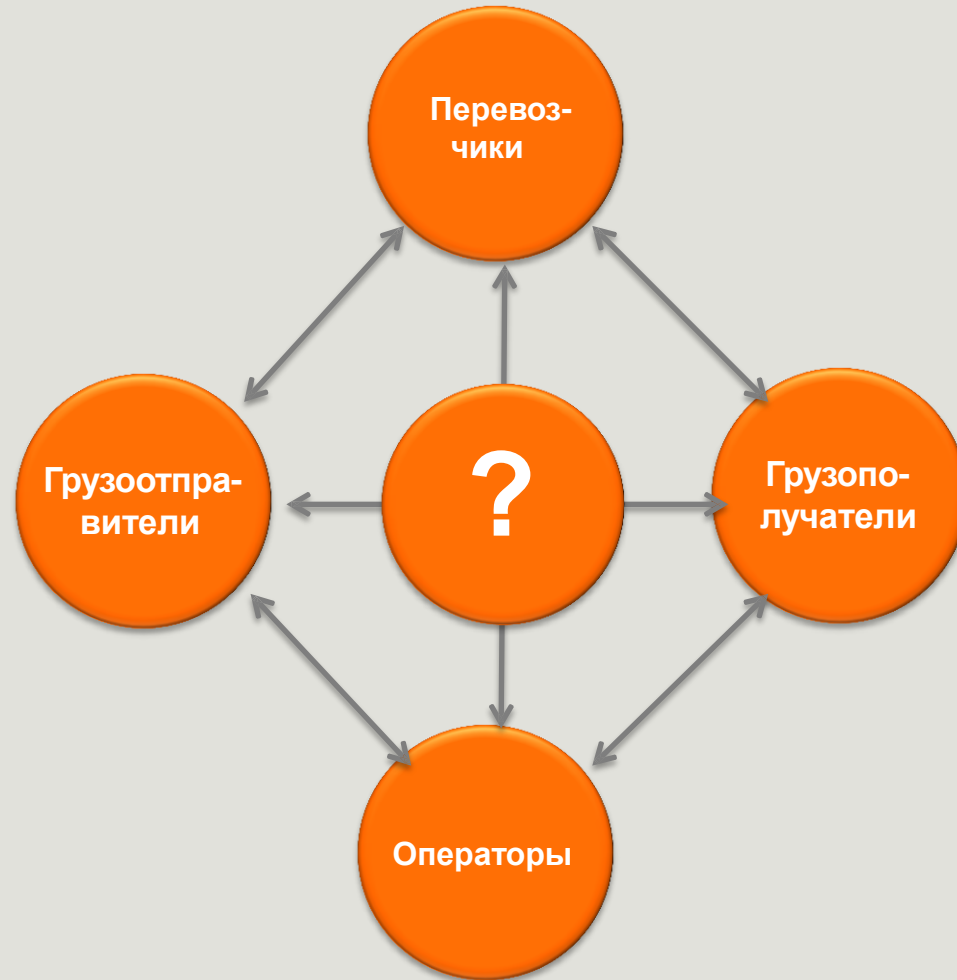 Перевоз-
чики
Грузоотпра-
вители
?
Грузопо-
лучатели
Операторы